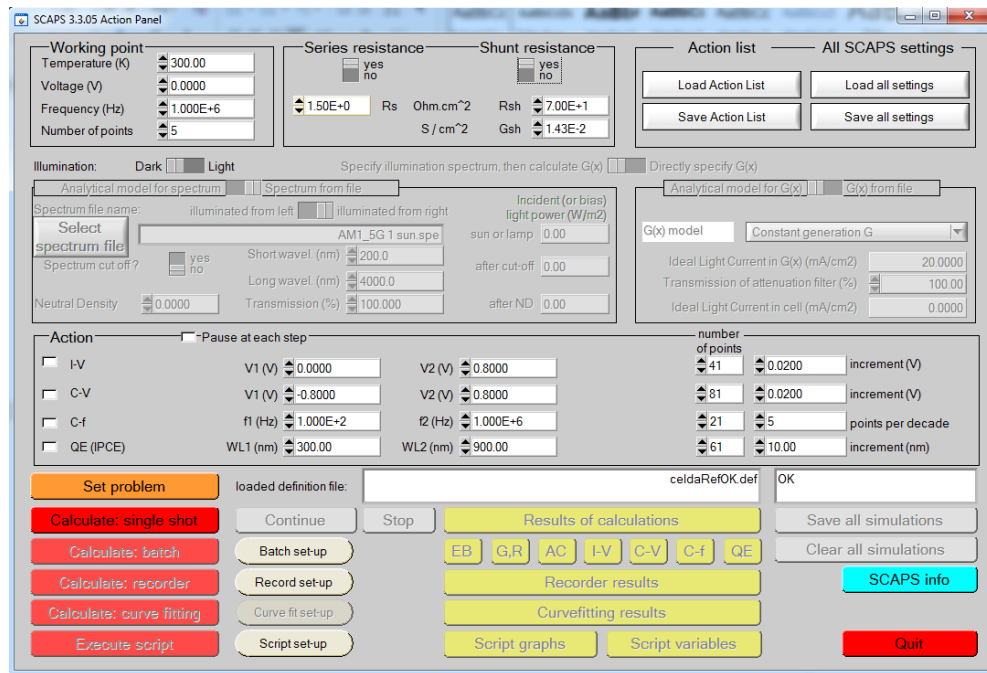 SCAPS 3.3.05 Action Panel
Working point
Temperature (K) 300.00
Voltage (V) 0.0000
Frequency (Hz) 1.000E+6
Number of points 5
Series resistance Shunt resistance
yes yes
no no
1.50E+0 Rs Ohm.cm^2 Rsh 7.00E+1
S / cm^2 Gsh 1.43E-2
Action list All SCAPS settings
Load Action List Load all settings
Save Action List Save all settings
Illumination: Dark Light Specify illumination spectrum, then calculate G(x) Directly specify G(x)
Analytical model for spectrum Spectrum from file
Spectrum file name: illuminated from left illuminated from right
Incident (or bias)
light power (W/m2)
Select
spectrum file
AM1_5G 1 sun.spe sun or lamp 0.00
Spectrum cut off? yes
no
Short wavel. (nm) 200.0
after cut-off 0.00
Long wavel. (nm) 4000.0
Neutral Density 0.0000 Transmission (%) 100.000 after ND 0.00
Analytical model for G(x) G(x) from file
G(x) model Constant generation G
Ideal Light Current in G(x) (mA/cm2) 20.0000
Transmission of attenuation filter (%) 100.00
Ideal Light Current in cell (mA/cm2) 0.0000
Action Pause at each step
number
of points
I-V V1 (V) 0.0000 V2 (V) 0.8000 41 0.0200 increment (V)
C-V V1 (V) -0.8000 V2 (V) 0.8000 81 0.0200 increment (V)
C-f f1 (Hz) 1.000E+2 f2 (Hz) 1.000E+6 21 5 points per decade
QE (IPCE) WL1 (nm) 300.00 WL2 (nm) 900.00 61 10.00 increment (nm)
Set problem loaded definition file: celdaRefOK.def OK
Calculate: single shot Continue Stop Results of calculations Save all simulations
Calculate: batch Batch set-up EB G,R AC I-V C-V C-f QE Clear all simulations
Calculate: recorder Record set-up Recorder results SCAPS info
Calculate: curve fitting Curve fit set-up Curvefitting results
Execute script Script set-up Script graphs Script variables Quit